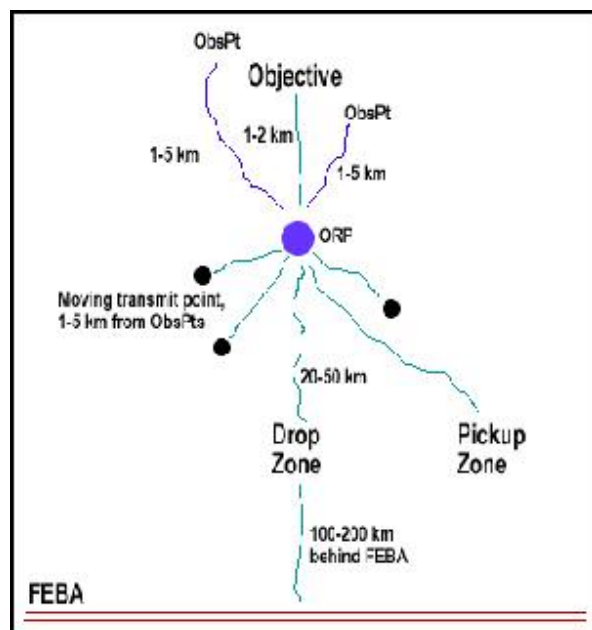 ObsPt
Objective
ObsPt
1-2 km
1-5 km
1-5 km
ORP
Moving transmit point,
1-5 km from ObsPts
20-50 km
Drop
Zone
Pickup
Zone
100-200 km
behind FEBA
FEBA